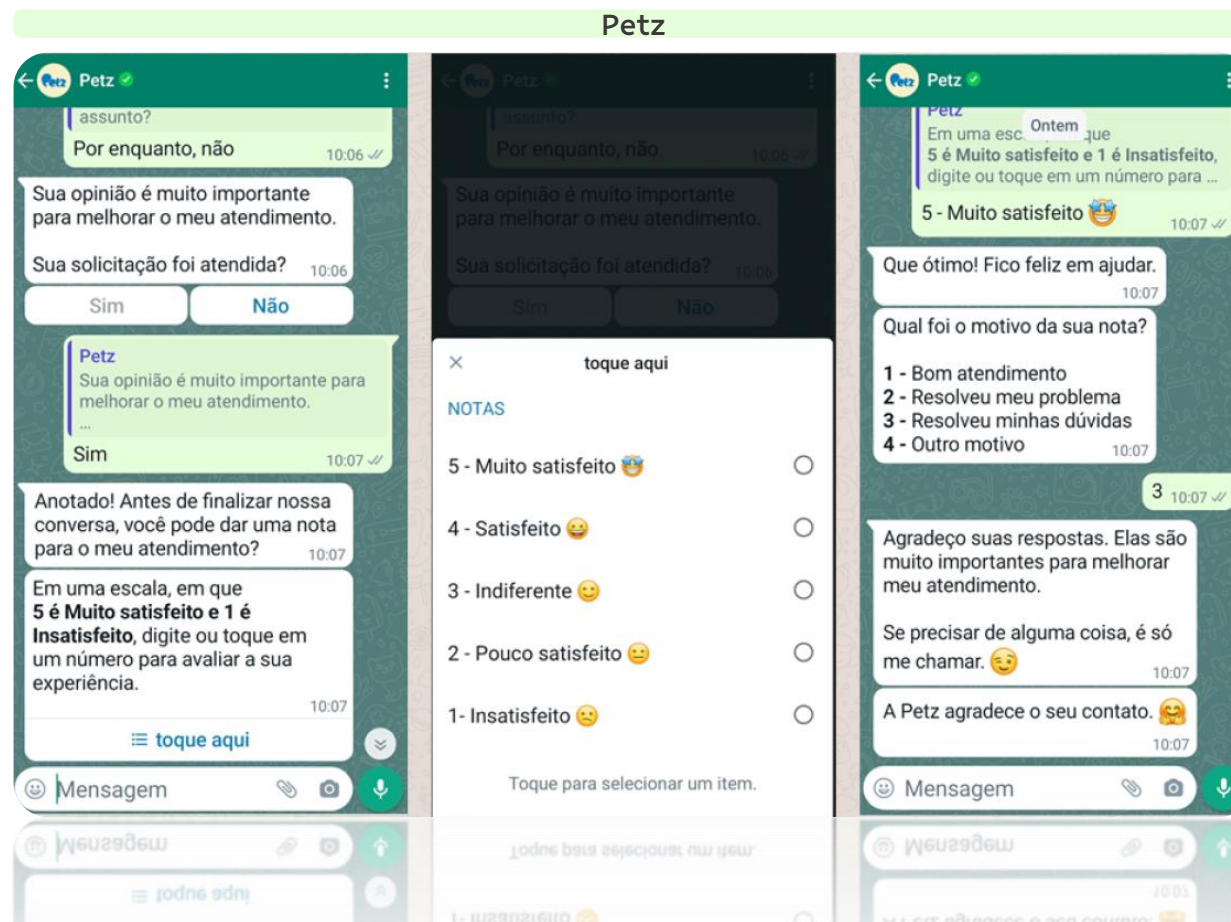 Petz
Petz
assunto?
Por enquanto, não
10:06
Sua opinião é muito importante
para melhorar o meu atendimento.
Sua solicitação foi atendida? 10:06
Sim Não
Petz
Sua opinião é muito importante para
melhorar o meu atendimento.
...
Sim
10:07
Anotado! Antes de finalizar nossa
conversa, você pode dar uma nota
para o meu atendimento? 10:07
Em uma escala, em que
5 é Muito satisfeito e 1 é
Insatisfeito, digite ou toque em
um número para avaliar a sua
experiência.
10:07
toque aqui
Mensagem
Petz
assunto?
Por enquanto, não
10:06
Sua opinião é muito importante
para melhorar o meu atendimento.
Sua solicitação foi atendida? 10:06
Sim Não
toque aqui
NOTAS
5 - Muito satisfeito 🤩
4 - Satisfeito 😀
3 - Indiferente 🙂
2 - Pouco satisfeito 😐
1- Insatisfeito 🙁
Toque para selecionar um item.
Petz
Petz
Ontem
Em uma esc que
5 é Muito satisfeito e 1 é Insatisfeito,
digite ou toque em um número para ...
5 - Muito satisfeito 🤩
10:07
Que ótimo! Fico feliz em ajudar.
10:07
Qual foi o motivo da sua nota?
1 - Bom atendimento
2 - Resolveu meu problema
3 - Resolveu minhas dúvidas
4 - Outro motivo 10:07
3 10:07
Agradeço suas respostas. Elas são
muito importantes para melhorar
meu atendimento.
Se precisar de alguma coisa, é só
me chamar. 😉
10:07
A Petz agradece o seu contato. 🤗
10:07
Mensagem